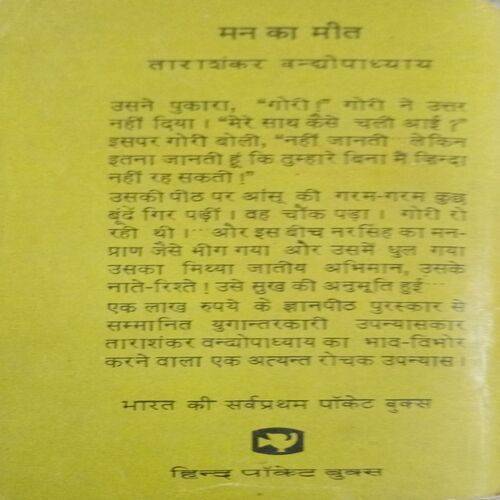 मन का मीत
ताराशंकर वन्द्योपाध्याय
उसने पुकारा, "गोरी!" गोरी ने उत्तर
नहीं दिया। "मेरे साथ कैसे चली आई?"
इसपर गोरी बोली, "नहीं जानती लेकिन
इतना जानती हूं कि तुम्हारे बिना मैं ज़िन्दा
नहीं रह सकती!"
उसकी पीठ पर आंसू की गरम-गरम कुछ
बूंदें गिर पड़ीं। वह चौंक पड़ा। गोरी रो
रही थी। ...और इस बीच नरसिंह का मन-
प्राण जैसे भीग गया और उसमें धुल गया
उसका मिथ्या जातीय अभिमान, उसके
नाते-रिश्ते! उसे सुख की अनुभूति हुई...
एक लाख रुपये के ज्ञानपीठ पुरस्कार से
सम्मानित युगान्तरकारी उपन्यासकार
ताराशंकर वन्द्योपाध्याय का भाव-विभोर
करने वाला एक अत्यन्त रोचक उपन्यास।
भारत की सर्वप्रथम पॉकेट बुक्स
हिन्द पॉकेट बुक्स